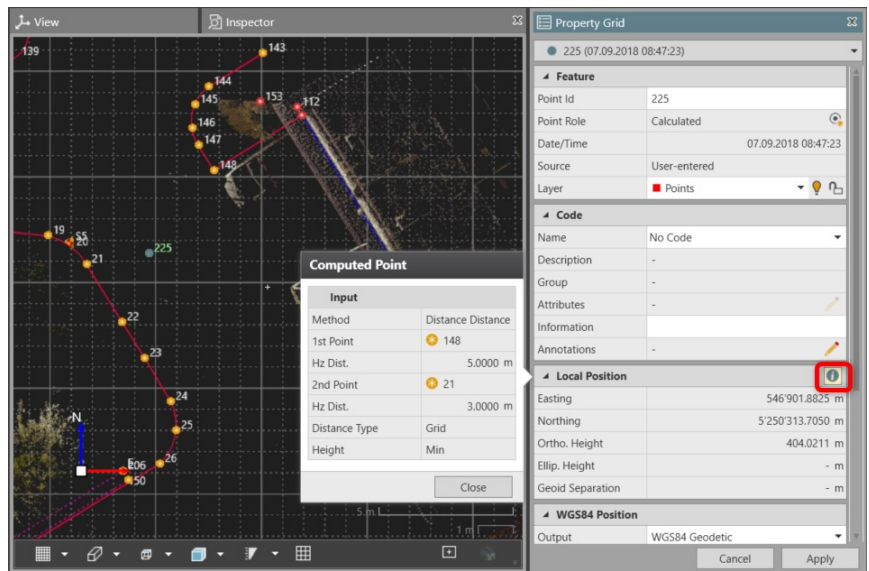 View
Inspector
139
143
144
145
153
112
146
147
148
19
S5
20
225
21
22
23
24
25
26
N
E
206
50
5 m
1 m
Computed Point
Input
Method Distance Distance
1st Point 148
Hz Dist. 5.0000 m
2nd Point 21
Hz Dist. 3.0000 m
Distance Type Grid
Height Min
Close
Property Grid
225 (07.09.2018 08:47:23)
Feature
Point Id 225
Point Role Calculated
Date/Time 07.09.2018 08:47:23
Source User-entered
Layer Points
Code
Name No Code
Description -
Group -
Attributes -
Information
Annotations -
Local Position
Easting 546'901.8825 m
Northing 5'250'313.7050 m
Ortho. Height 404.0211 m
Ellip. Height - m
Geoid Separation - m
WGS84 Position
Output WGS84 Geodetic
Cancel Apply